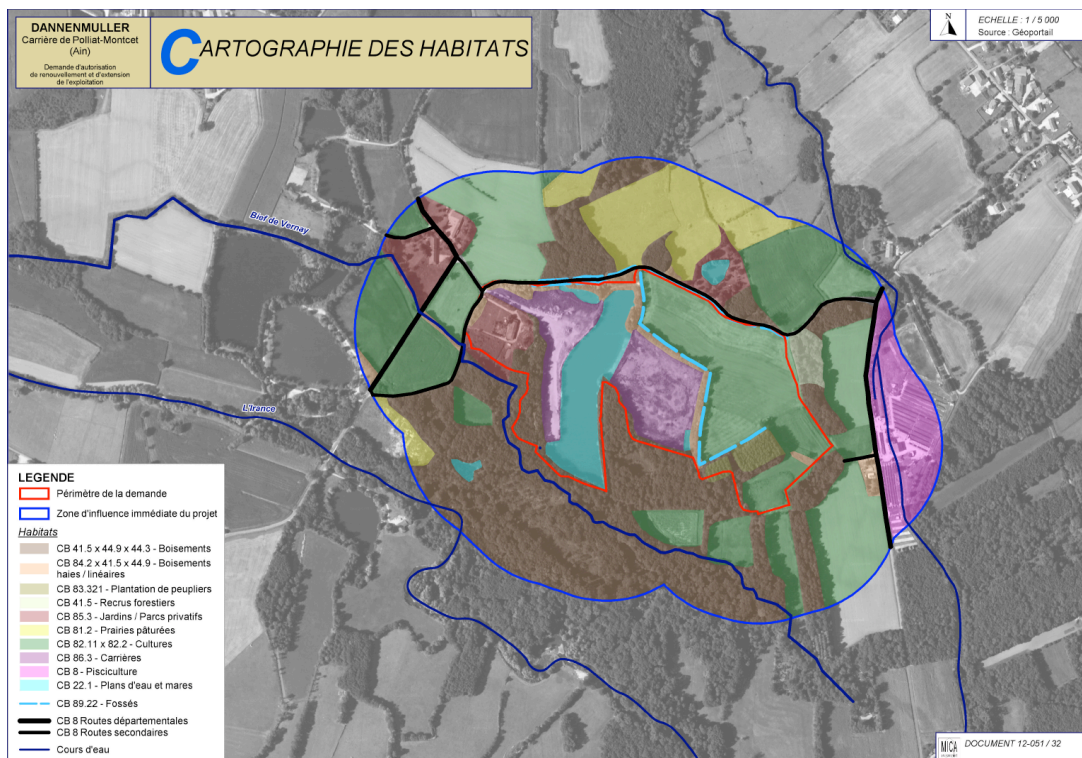 DANNENMULLER
Carrière de Polliat-Montcet
(Ain)
Demande d'autorisation
de renouvellement et d'extension
de l'exploitation
CARTOGRAPHIE DES HABITATS
N
ECHELLE : 1 / 5 000
Source : Géoportail
Bief de Vernay
L'Irance
LEGENDE
Périmètre de la demande
Zone d'influence immédiate du projet
Habitats
CB 41.5 x 44.9 x 44.3 - Boisements
CB 84.2 x 41.5 x 44.9 - Boisements
haies / linéaires
CB 83.321 - Plantation de peupliers
CB 41.5 - Recrus forestiers
CB 85.3 - Jardins / Parcs privatifs
CB 81.2 - Prairies pâturées
CB 82.11 x 82.2 - Cultures
CB 86.3 - Carrières
CB 8 - Pisciculture
CB 22.1 - Plans d'eau et mares
CB 89.22 - Fossés
CB 8 Routes départementales
CB 8 Routes secondaires
Cours d'eau
MICA
DOCUMENT 12-051 / 32